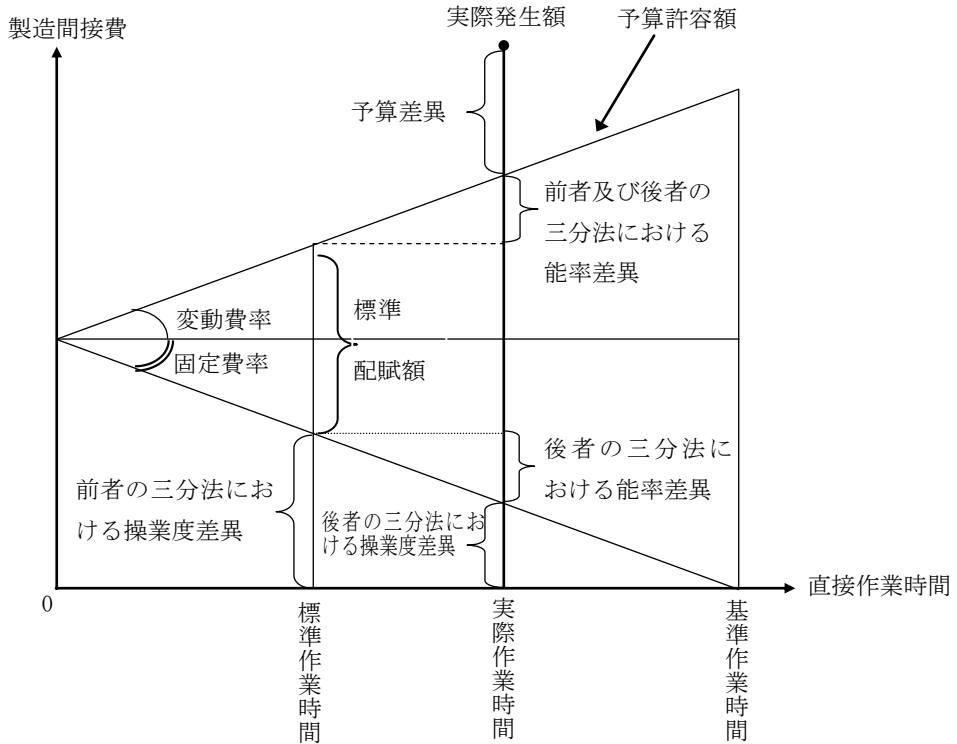 製造間接費
実際発生額
予算許容額
予算差異
前者及び後者の
三分法における
能率差異
変動費率
固定費率
標準
配賦額
前者の三分法にお
ける操業度差異
後者の三分法にお
ける操業度差異
後者の三分法に
おける能率差異
0
直接作業時間
標準作業時間
実際作業時間
基準作業時間